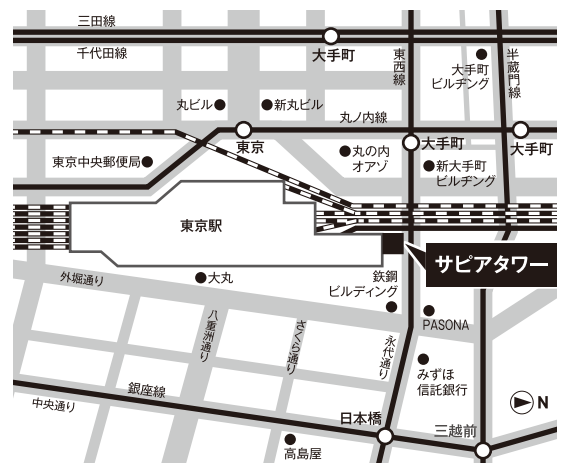 三田線
千代田線
大手町
東西線
大手町
ビルヂング
半蔵門線
丸ビル
新丸ビル
丸ノ内線
東京
大手町
大手町
東京中央郵便局
丸の内
オアゾ
新大手町
ビルヂング
東京駅
サピアタワー
外堀通り
大丸
鉄鋼
ビルディング
八重洲通り
さくら通り
永代通り
PASONA
みずほ
信託銀行
銀座線
中央通り
日本橋
三越前
高島屋
N